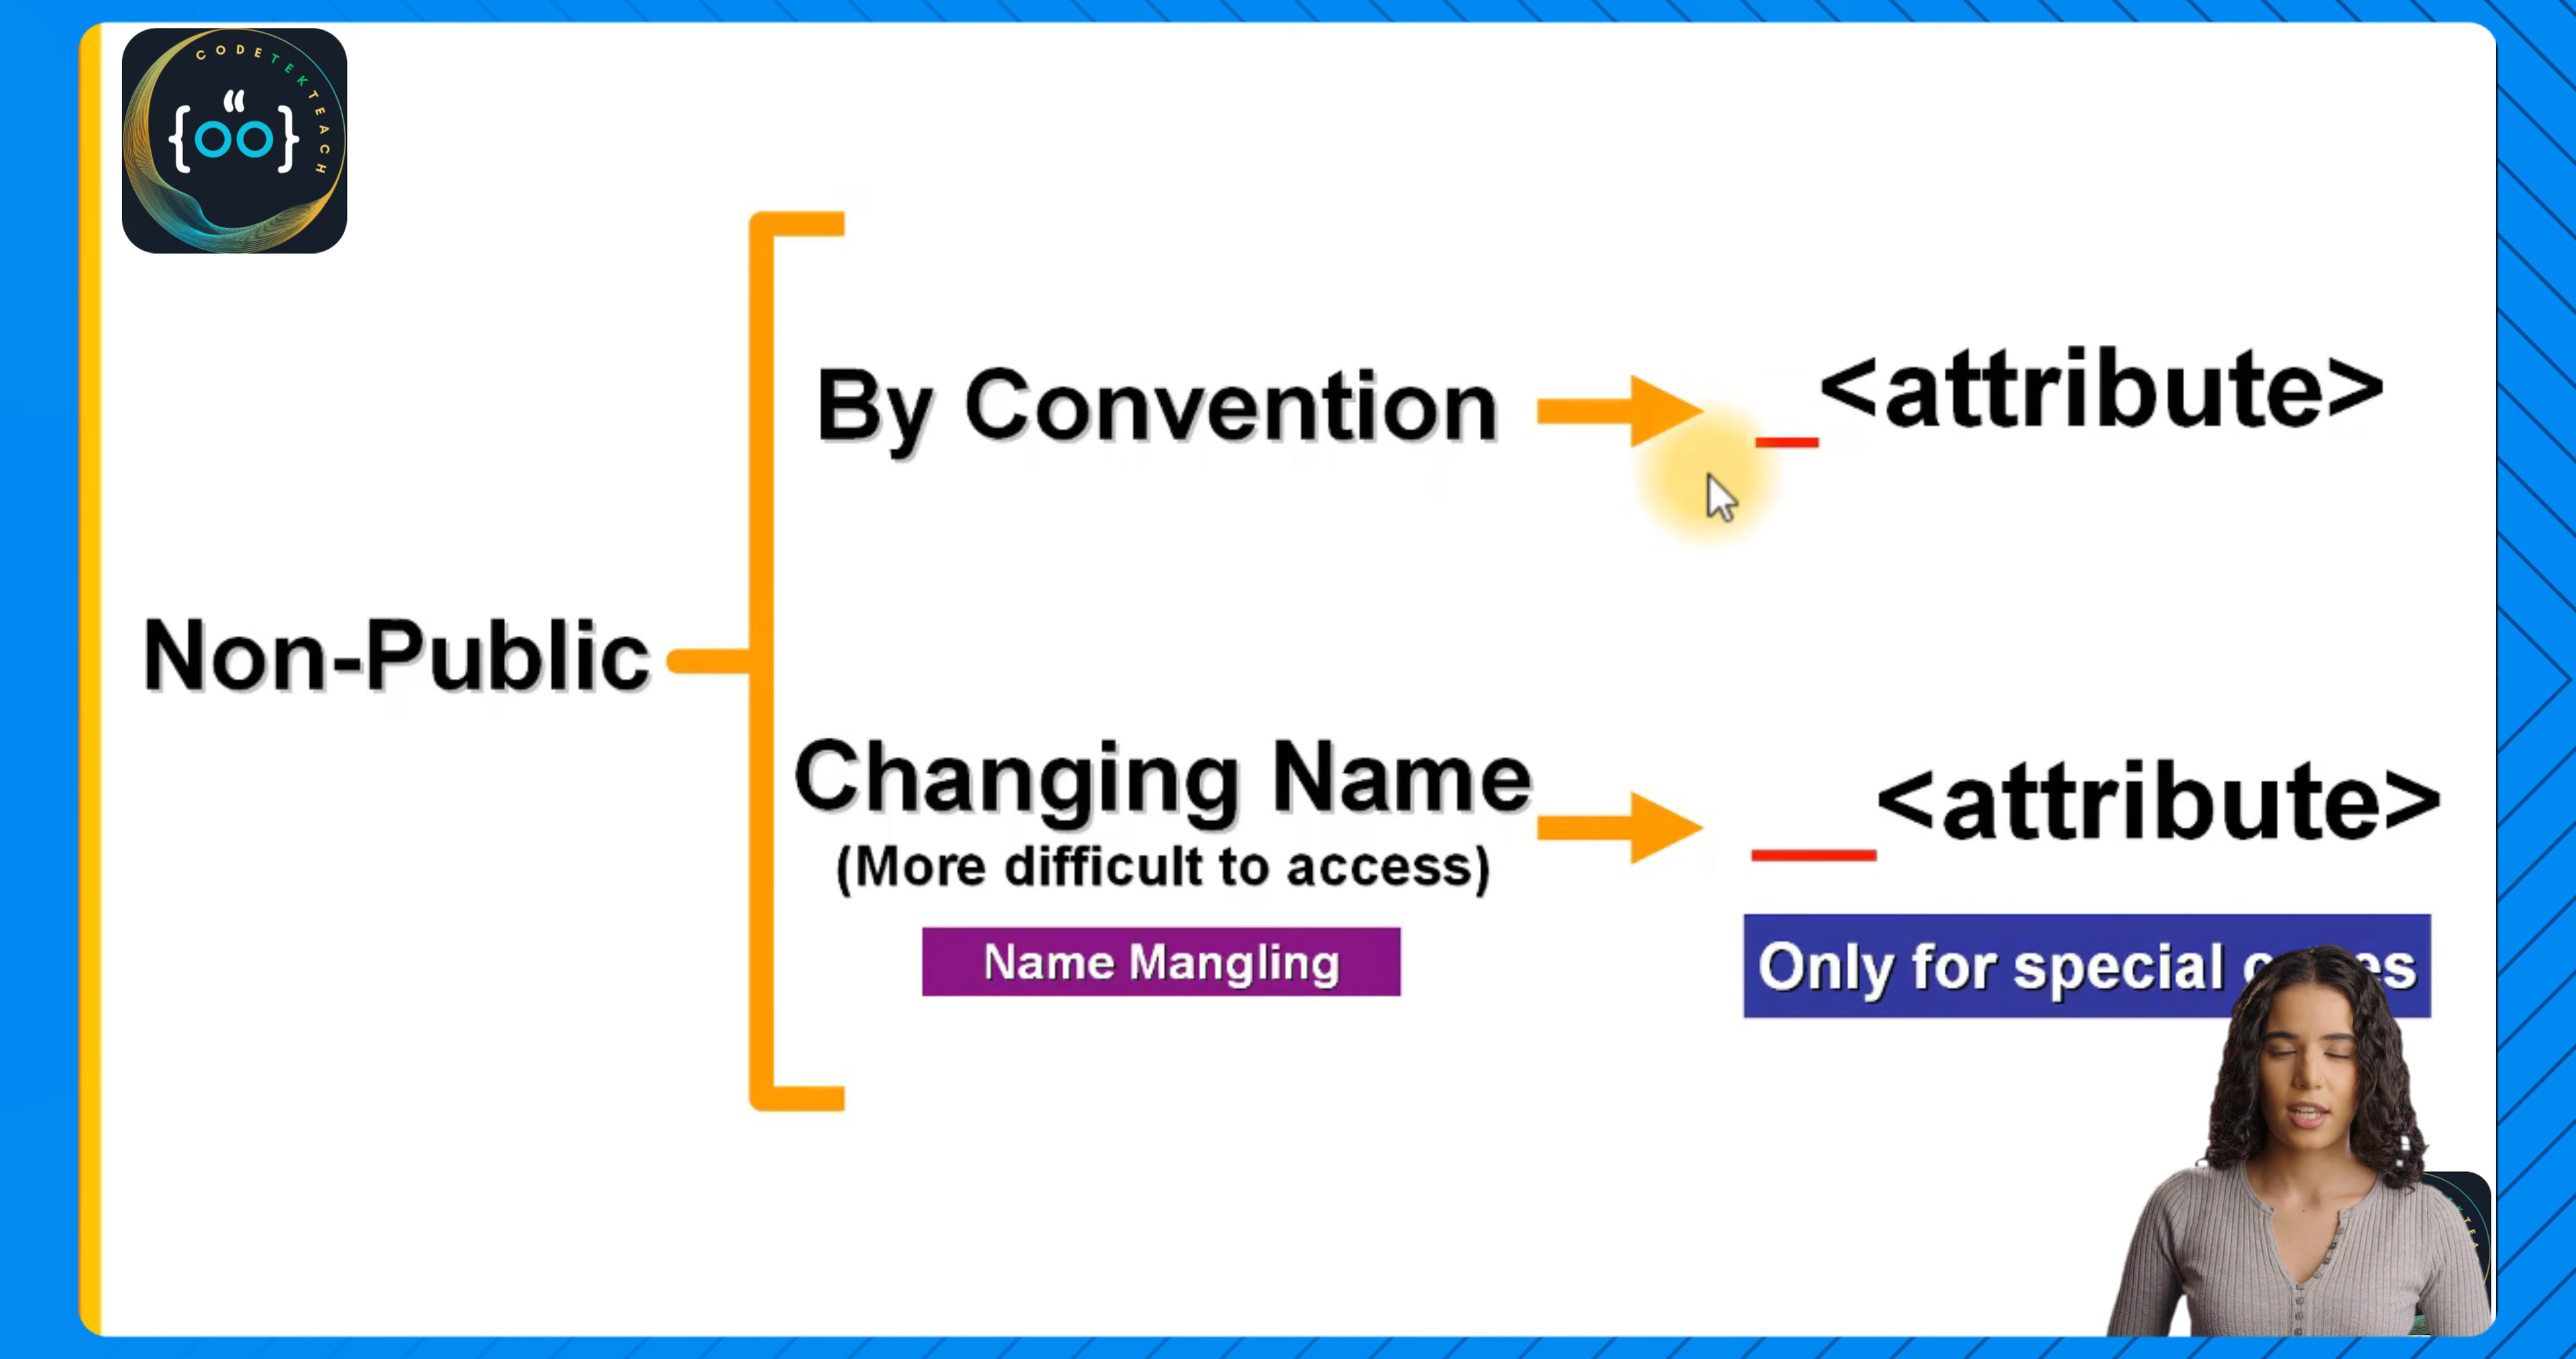 CODETEKTEACH
{öö}
By Convention
_<attribute>
Non-Public
Changing Name
__<attribute>
(More difficult to access)
Name Mangling
Only for special